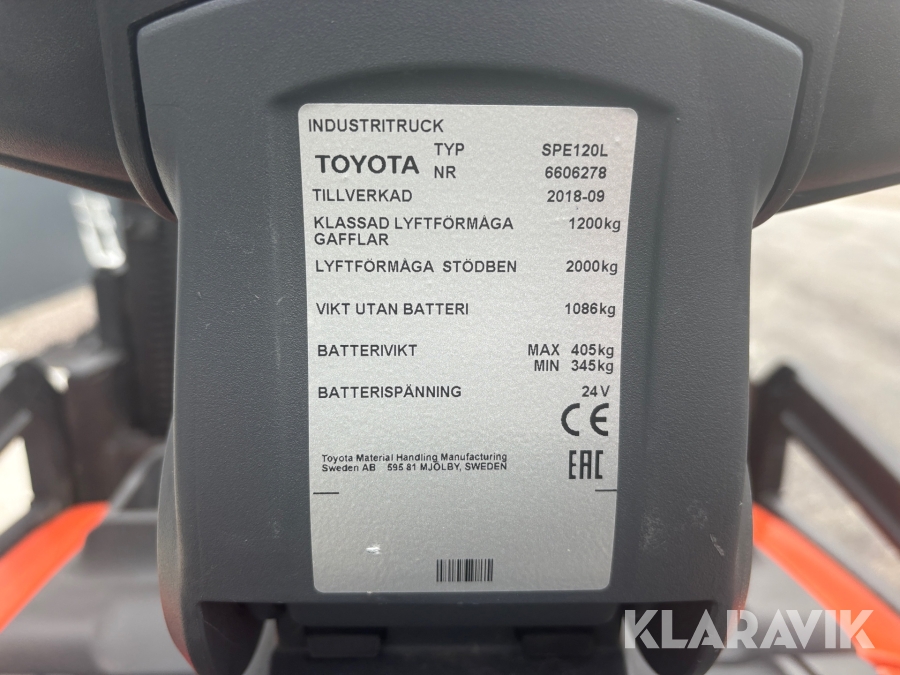 INDUSTRITRUCK
TOYOTA TYP SPE120L
NR 6606278
TILLVERKAD 2018-09
KLASSAD LYFTFÖRMÅGA 1200kg
GAFFLAR
LYFTFÖRMÅGA STÖDBEN 2000kg
VIKT UTAN BATTERI 1086kg
BATTERIVIKT MAX 405kg
MIN 345kg
BATTERISPÄNNING 24V
CE
Toyota Material Handling Manufacturing
Sweden AB 595 81 MJÖLBY, SWEDEN
EAC
KLARAVIK